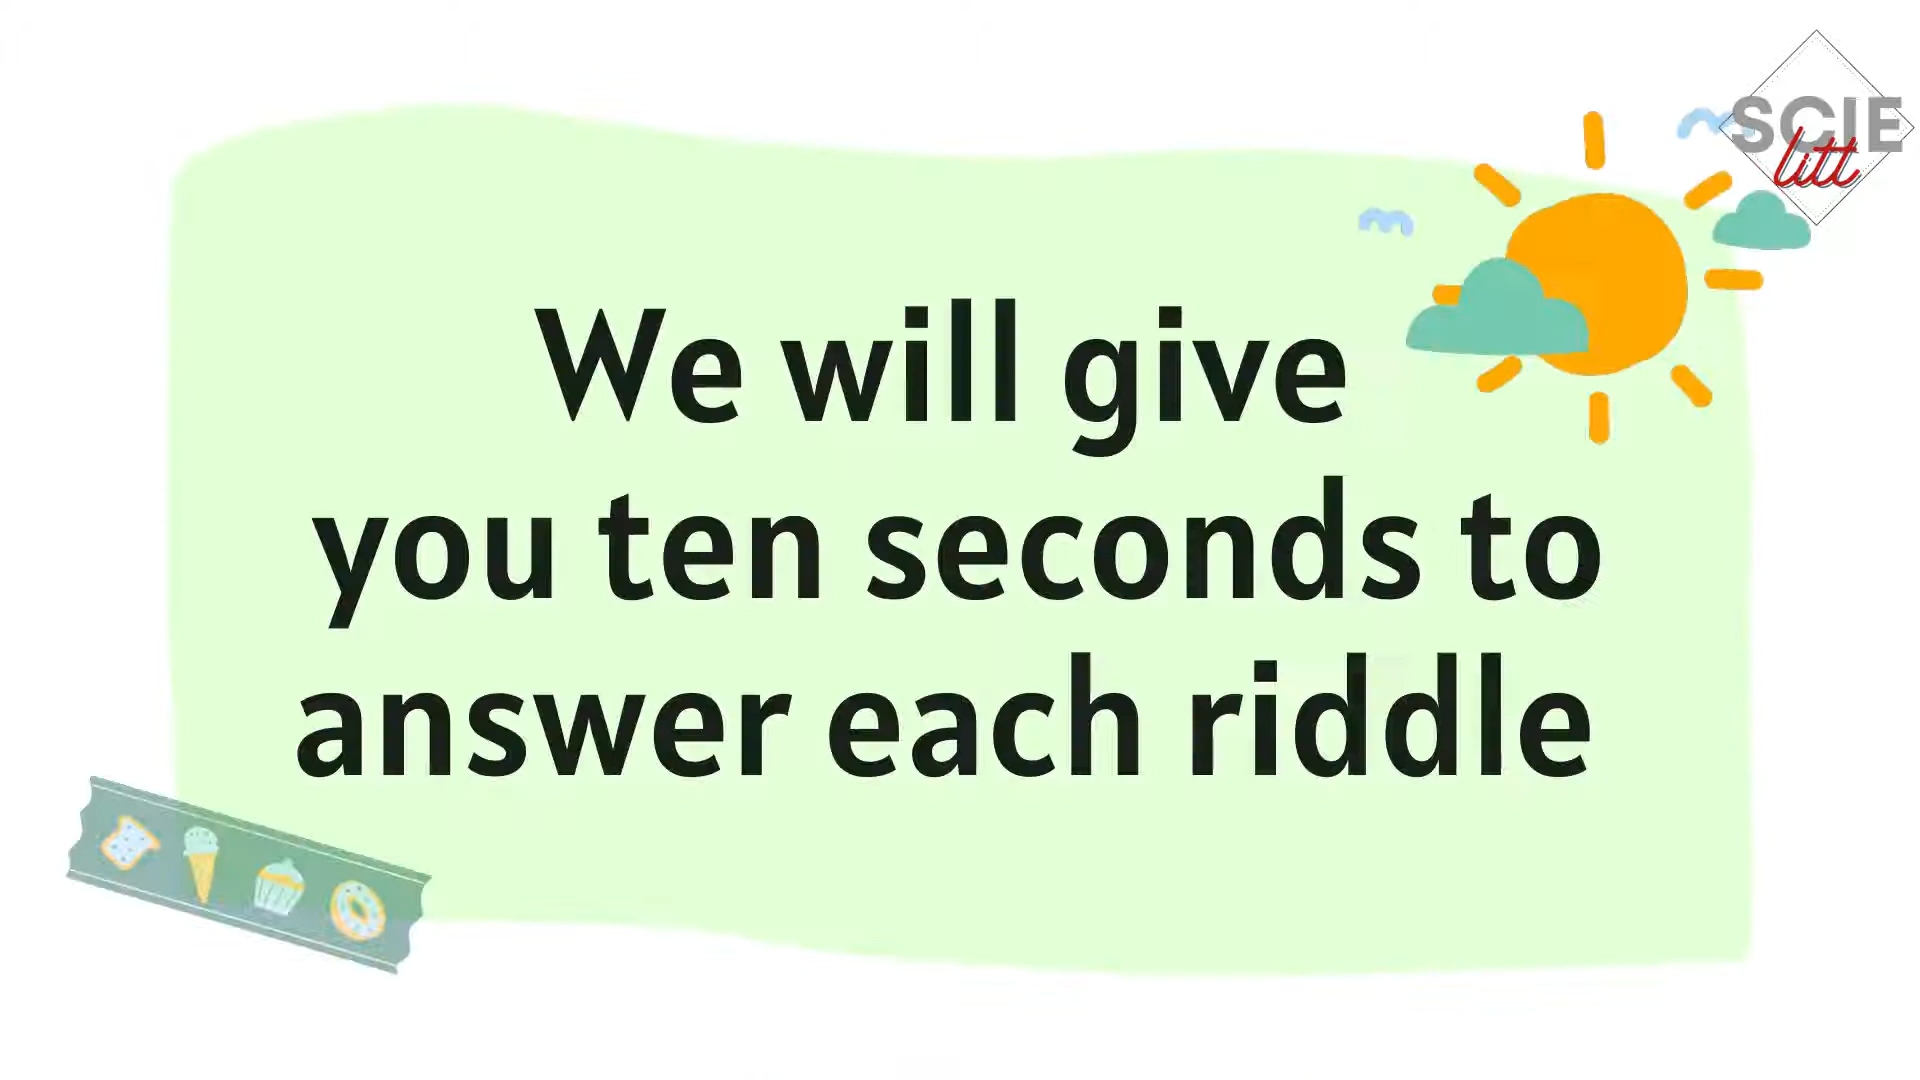 SCIE
litt
We will give
you ten seconds to
answer each riddle